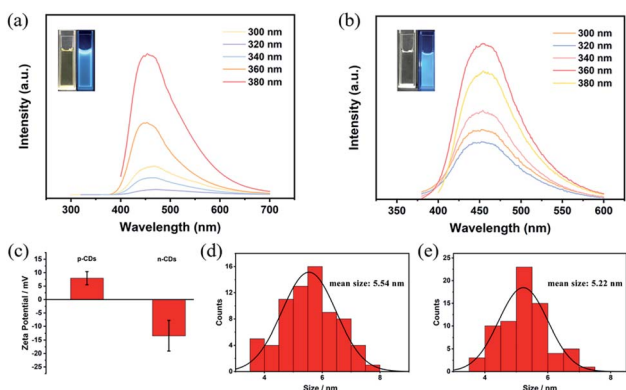 (a)
300 nm
320 nm
340 nm
360 nm
380 nm
Intensity (a.u.)
300 400 500 600 700
Wavelength (nm)
(b)
300 nm
320 nm
340 nm
360 nm
380 nm
Intensity (a.u.)
350 400 450 500 550 600
Wavelength (nm)
(c)
p-CDs n-CDs
Zeta Potential / mV
20
15
10
5
0
-5
-10
-15
-20
-25
(d)
mean size: 5.54 nm
Counts
16
12
8
4
0
4 6 8
Size / nm
(e)
mean size: 5.22 nm
Counts
25
20
15
10
5
0
4 6 8
Size / nm